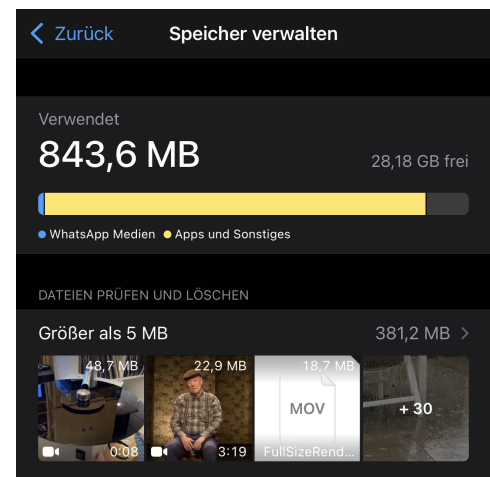 Zurück Speicher verwalten
Verwendet
843,6 MB 28,18 GB frei
WhatsApp Medien Apps und Sonstiges
DATEIEN PRÜFEN UND LÖSCHEN
Größer als 5 MB 381,2 MB
48,7 MB 22,9 MB 18,7 MB
MOV + 30
0:08 3:19 FullSizeRend...